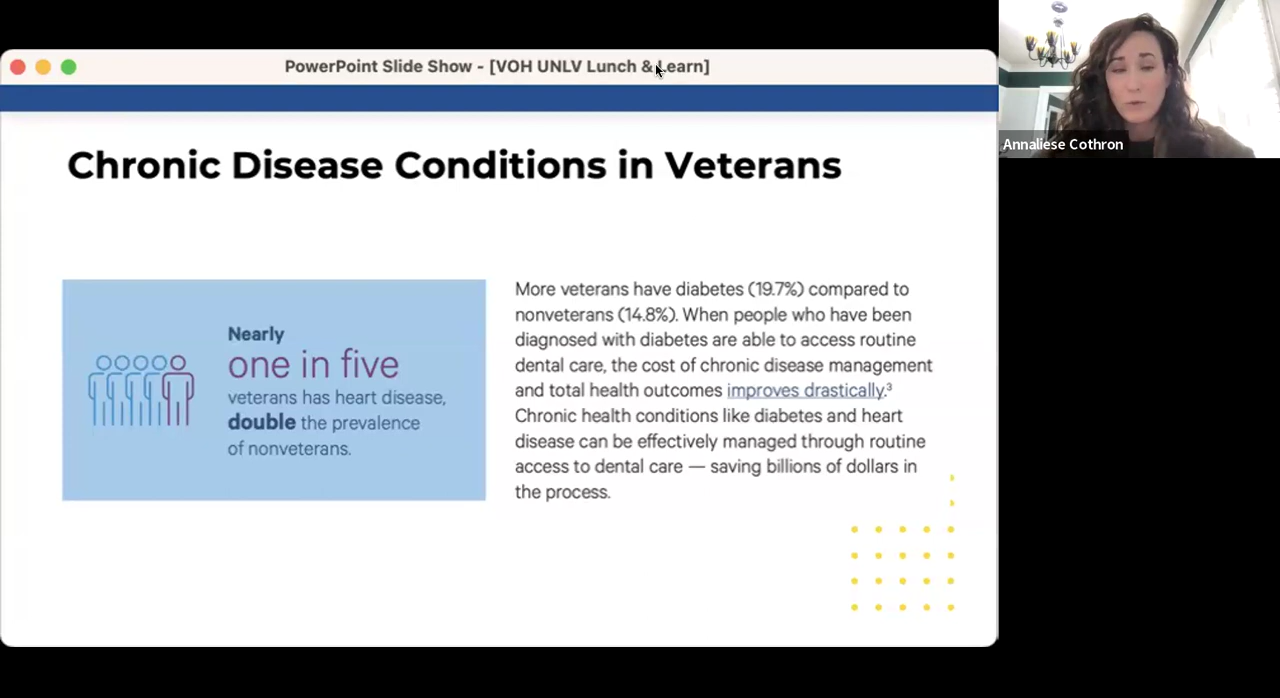 PowerPoint Slide Show - [VOH UNLV Lunch & Learn]
Annaliese Cothron
Chronic Disease Conditions in Veterans
Nearly
one in five
veterans has heart disease,
double the prevalence
of nonveterans.
More veterans have diabetes (19.7%) compared to
nonveterans (14.8%). When people who have been
diagnosed with diabetes are able to access routine
dental care, the cost of chronic disease management
and total health outcomes improves drastically.³
Chronic health conditions like diabetes and heart
disease can be effectively managed through routine
access to dental care — saving billions of dollars in
the process.